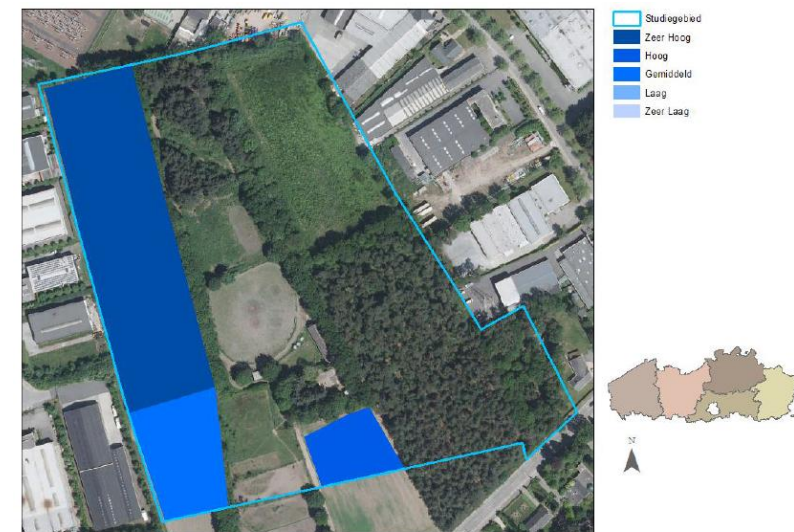 Studiegebied
Zeer Hoog
Hoog
Gemiddeld
Laag
Zeer Laag
N